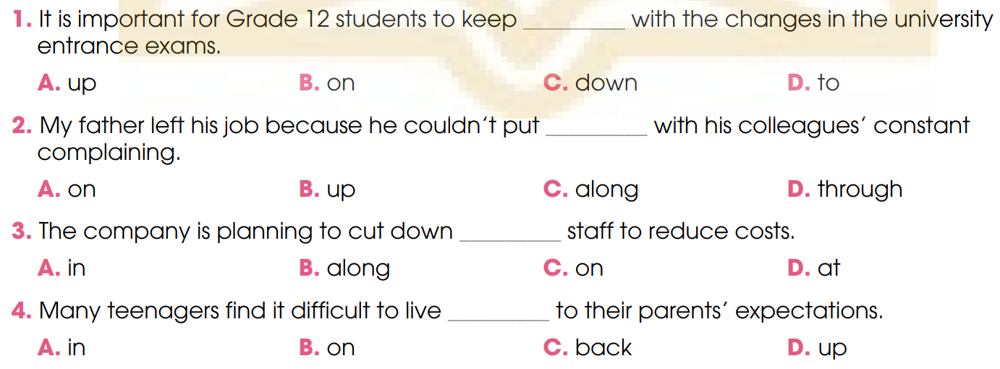 1. It is important for Grade 12 students to keep _________ with the changes in the university
entrance exams.
A. up B. on C. down D. to
2. My father left his job because he couldn’t put _________ with his colleagues’ constant
complaining.
A. on B. up C. along D. through
3. The company is planning to cut down _________ staff to reduce costs.
A. in B. along C. on D. at
4. Many teenagers find it difficult to live _________ to their parents’ expectations.
A. in B. on C. back D. up